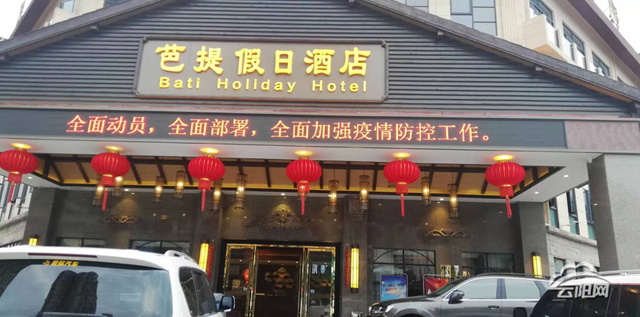 芭提假日酒店
Bati Holiday Hotel
全面动员，全面部署，全面加强疫情防控工作。
云阳网